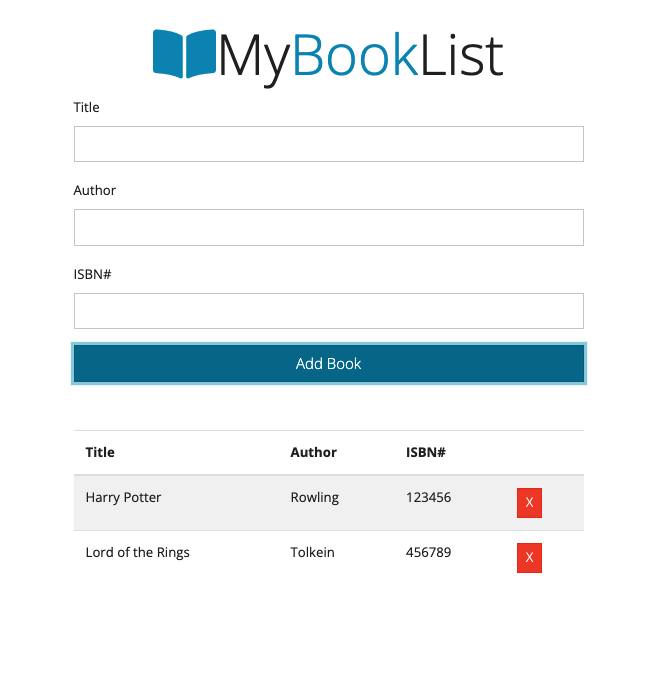 MyBookList
Title
Author
ISBN#
Add Book
Title Author ISBN#
Harry Potter Rowling 123456 X
Lord of the Rings Tolkein 456789 X